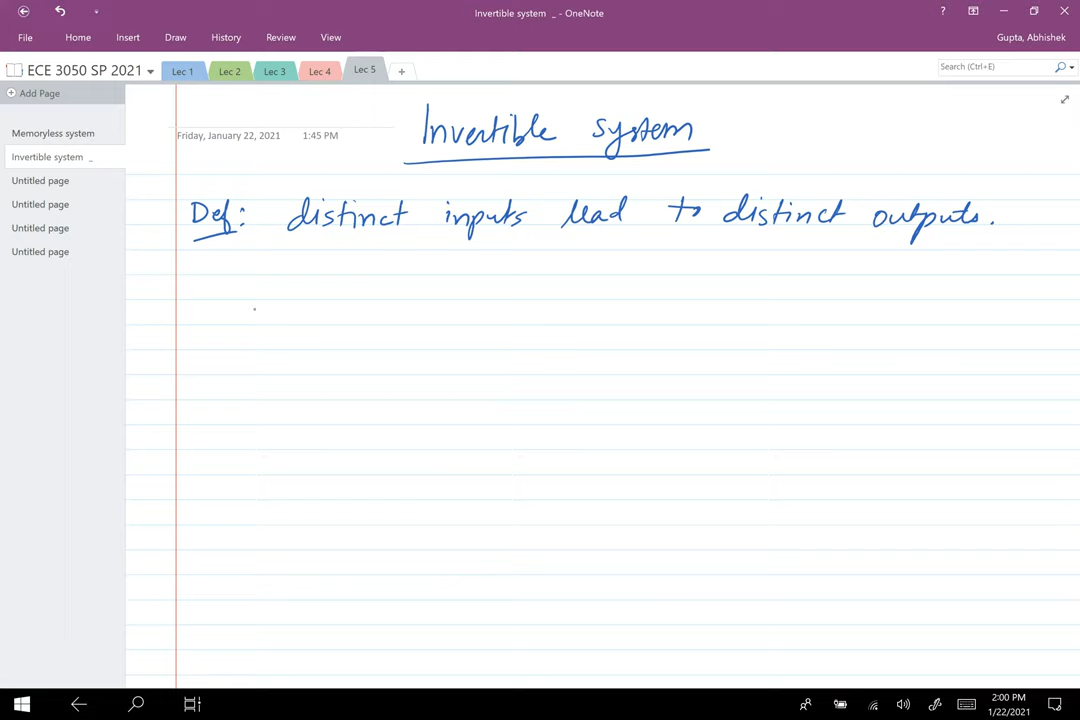 Invertible system _ - OneNote
?
File Home Insert Draw History Review View
Gupta, Abhishek
ECE 3050 SP 2021 Lec 1 Lec 2 Lec 3 Lec 4 Lec 5 +
Search (Ctrl+E)
Add Page
Memoryless system
Invertible system _
Untitled page
Untitled page
Untitled page
Untitled page
Friday, January 22, 2021 1:45 PM
Invertible system
Def: distinct inputs lead to distinct outputs.
2:00 PM
1/22/2021